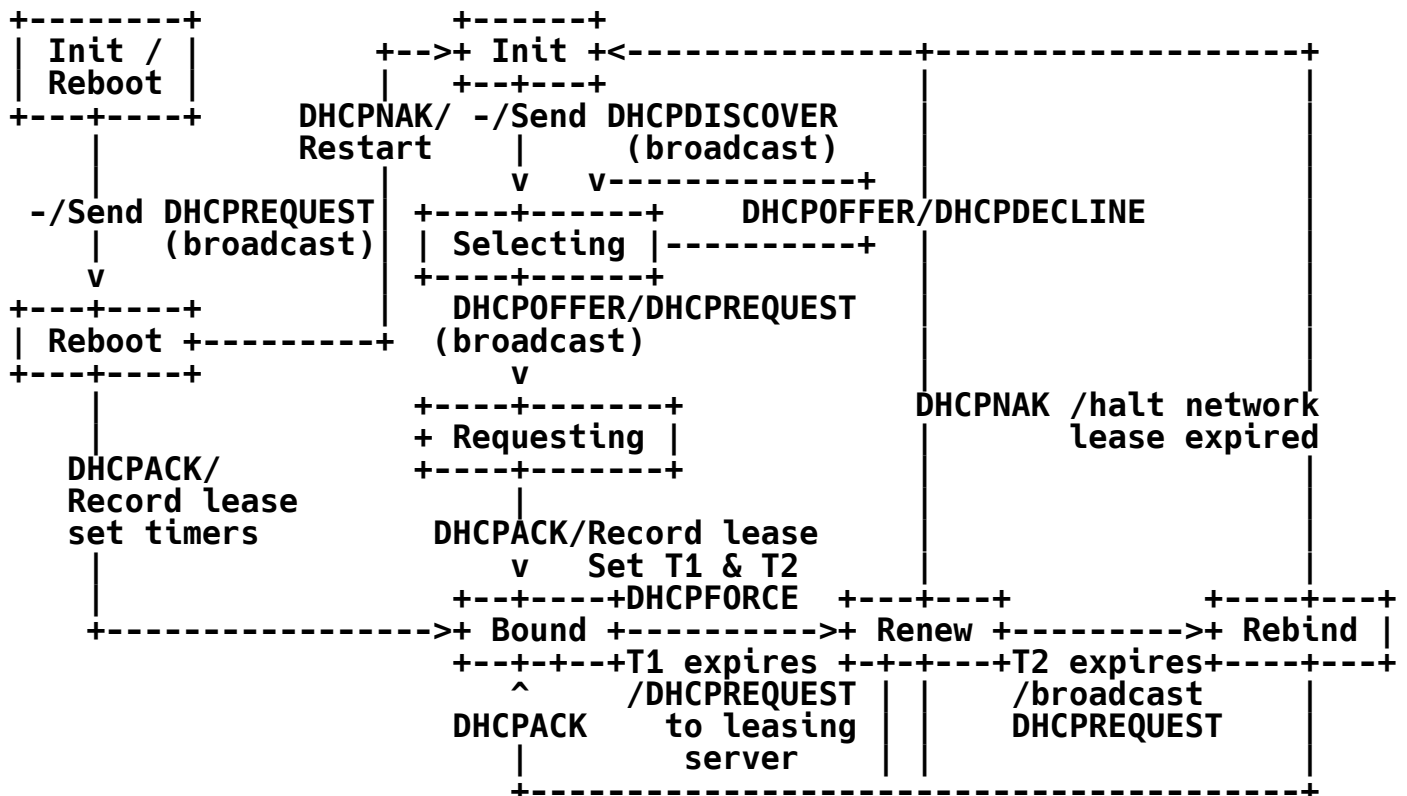 +--------+             +------+
| Init / |         +-->+ Init +<---------------+-------------------+
| Reboot |         |   +--+---+                |                   |
+---+----+     DHCPNAK/ -/Send DHCPDISCOVER    |                   |
    |          Restart    |     (broadcast)    |                   |
    |              |      v   v-------------+  |                   |
 -/Send DHCPREQUEST| +----+------+    DHCPOFFER/DHCPDECLINE        |
    |   (broadcast)| | Selecting |----------+  |                   |
    v              | +----+------+             |                   |
+---+----+         |   DHCPOFFER/DHCPREQUEST   |                   |
| Reboot +---------+  (broadcast)              |                   |
+---+----+                v                    |                   |
    |                +----+-------+           DHCPNAK /halt network
    |                + Requesting |            |       lease expired
   DHCPACK/          +----+-------+            |                   |
   Record lease           |                    |                   |
   set timers         DHCPACK/Record lease     |                   |
    |                     v   Set T1 & T2      |                   |
    |                  +--+----+DHCPFORCE  +---+---+          +----+---+
    +----------------->+ Bound +---------->+ Renew +--------->+ Rebind |
                       +--+-+--+T1 expires +-+-+---+T2 expires+----+---+
                          ^     /DHCPREQUEST | |    /broadcast     |
                       DHCPACK    to leasing | |    DHCPREQUEST    |
                          |        server    | |                   |
                          +----------------------------------------+